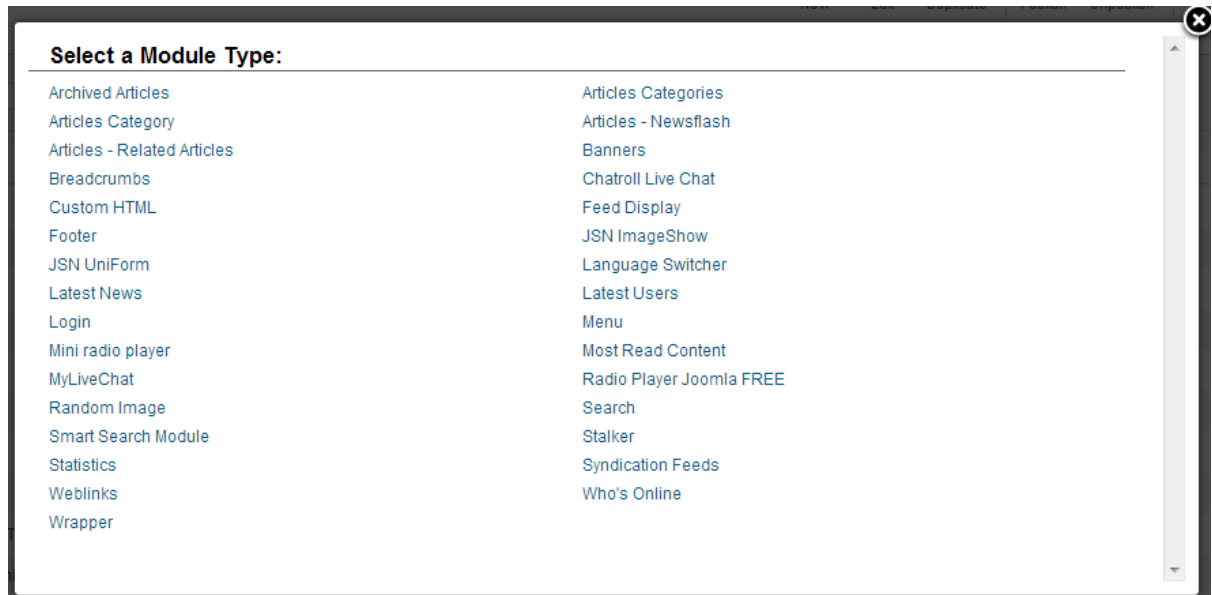 Select a Module Type:
Archived Articles Articles Categories
Articles Category Articles - Newsflash
Articles - Related Articles Banners
Breadcrumbs Chatroll Live Chat
Custom HTML Feed Display
Footer JSN ImageShow
JSN UniForm Language Switcher
Latest News Latest Users
Login Menu
Mini radio player Most Read Content
MyLiveChat Radio Player Joomla FREE
Random Image Search
Smart Search Module Stalker
Statistics Syndication Feeds
Weblinks Who's Online
Wrapper